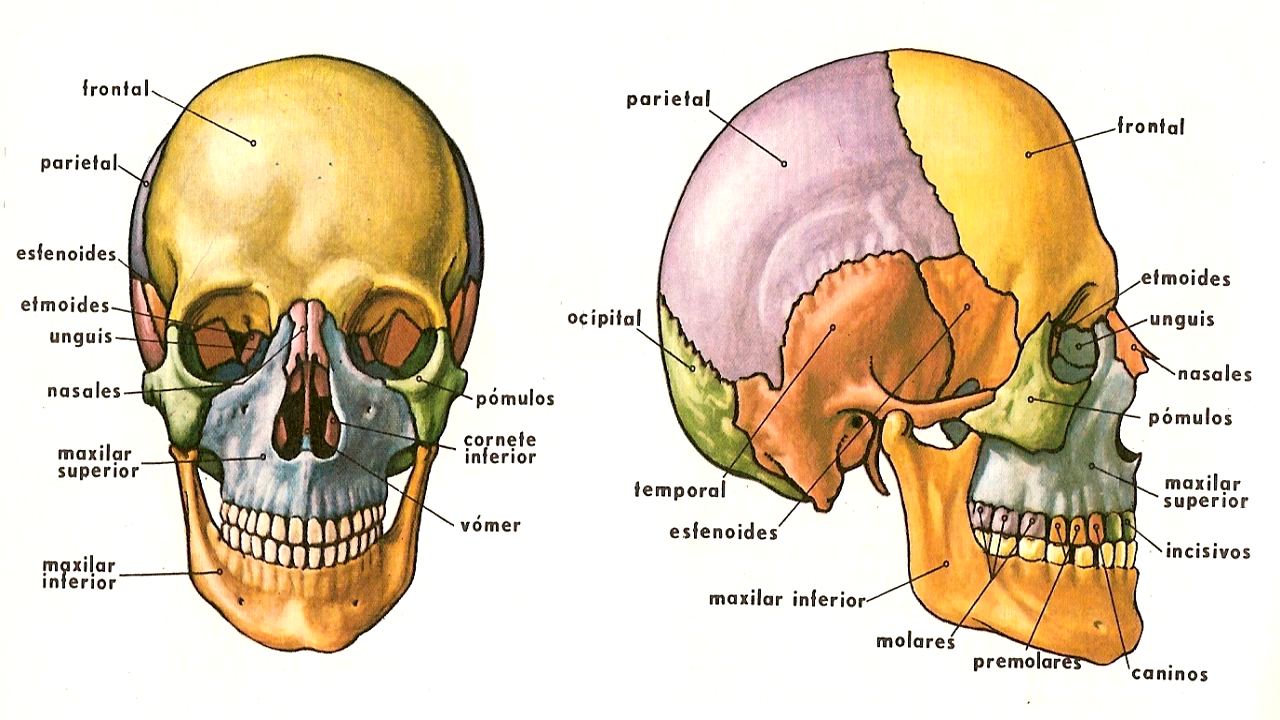 frontal
parietal
esfenoides
etmoides
unguis
nasales
maxilar
superior
maxilar
inferior
pómulos
cornete
inferior
vómer
parietal
frontal
ocipital
etmoides
unguis
nasales
pómulos
maxilar
superior
incisivos
temporal
esfenoides
maxilar inferior
molares
premolares
caninos